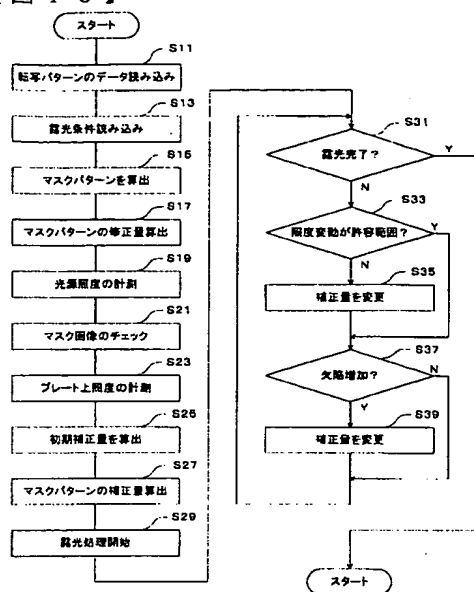 スタート
S11
転写パターンのデータ読み込み
S13
露光条件読み込み
S15
マスクパターンを算出
S17
マスクパターンの修正量算出
S19
光源照度の計測
S21
マスク画像のチェック
S23
プレート上照度の計測
S25
初期補正量を算出
S27
マスクパターンの補正量算出
S29
露光処理開始
S31
露光完了?
Y
N
S33
照度変動が許容範囲?
Y
N
S35
補正量を変更
S37
欠陥増加?
N
Y
S39
補正量を変更
スタート